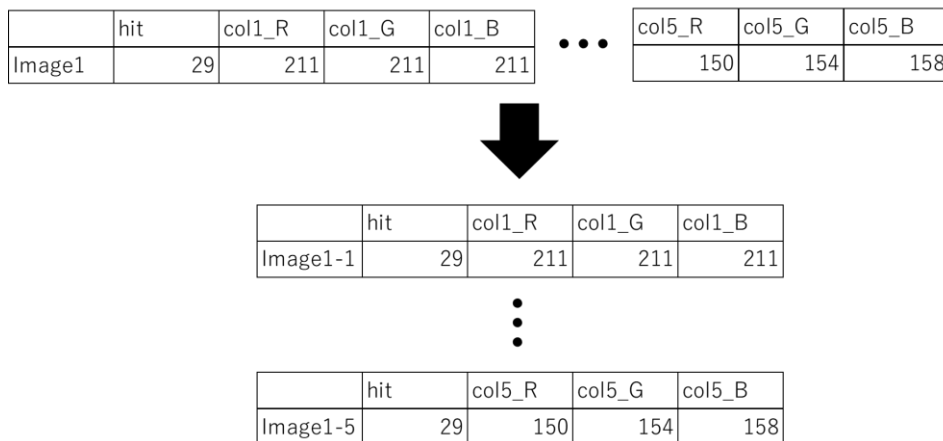 hit col1_R col1_G col1_B ••• col5_R col5_G col5_B
Image1 29 211 211 211 150 154 158
hit col1_R col1_G col1_B
Image1-1 29 211 211 211
hit col5_R col5_G col5_B
Image1-5 29 150 154 158